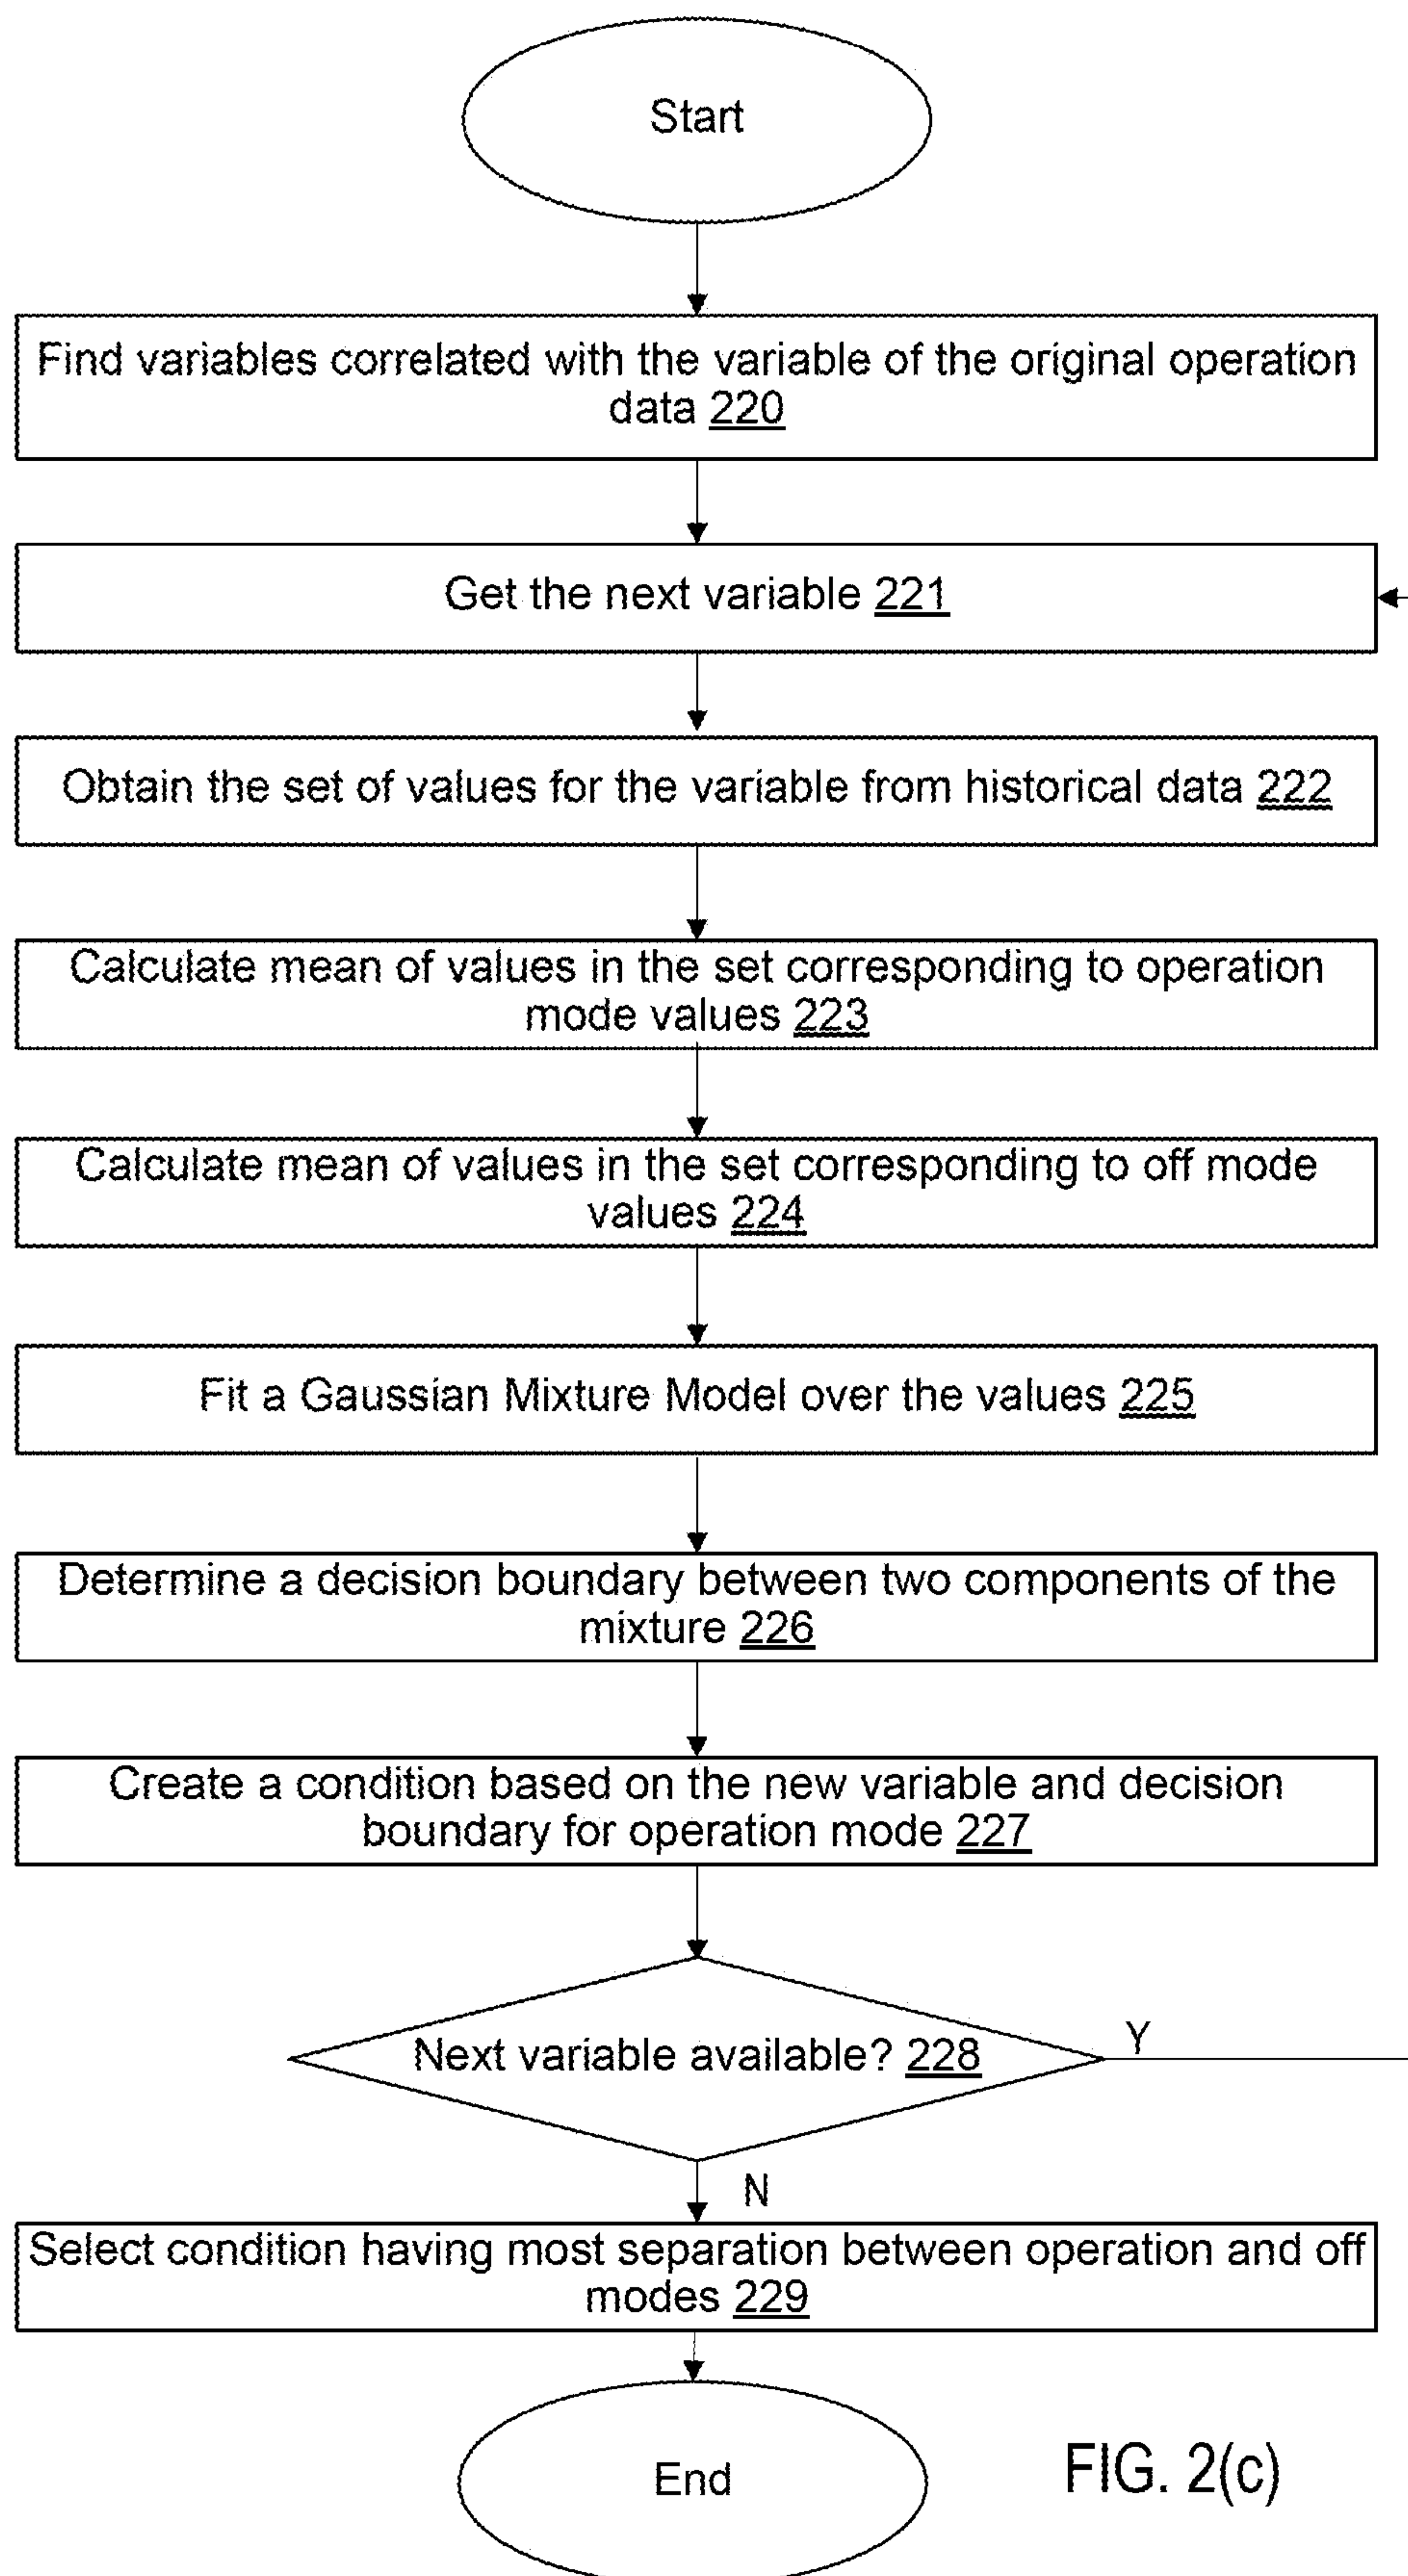 Start
Find variables correlated with the variable of the original operation
data 220
Get the next variable 221
Obtain the set of values for the variable from historical data 222
Calculate mean of values in the set corresponding to operation
mode values 223
Calculate mean of values in the set corresponding to off mode
values 224
Fit a Gaussian Mixture Model over the values 225
Determine a decision boundary between two components of the
mixture 226
Create a condition based on the new variable and decision
boundary for operation mode 227
Next variable available? 228
Y
N
Select condition having most separation between operation and off
modes 229
End
FIG. 2(c)